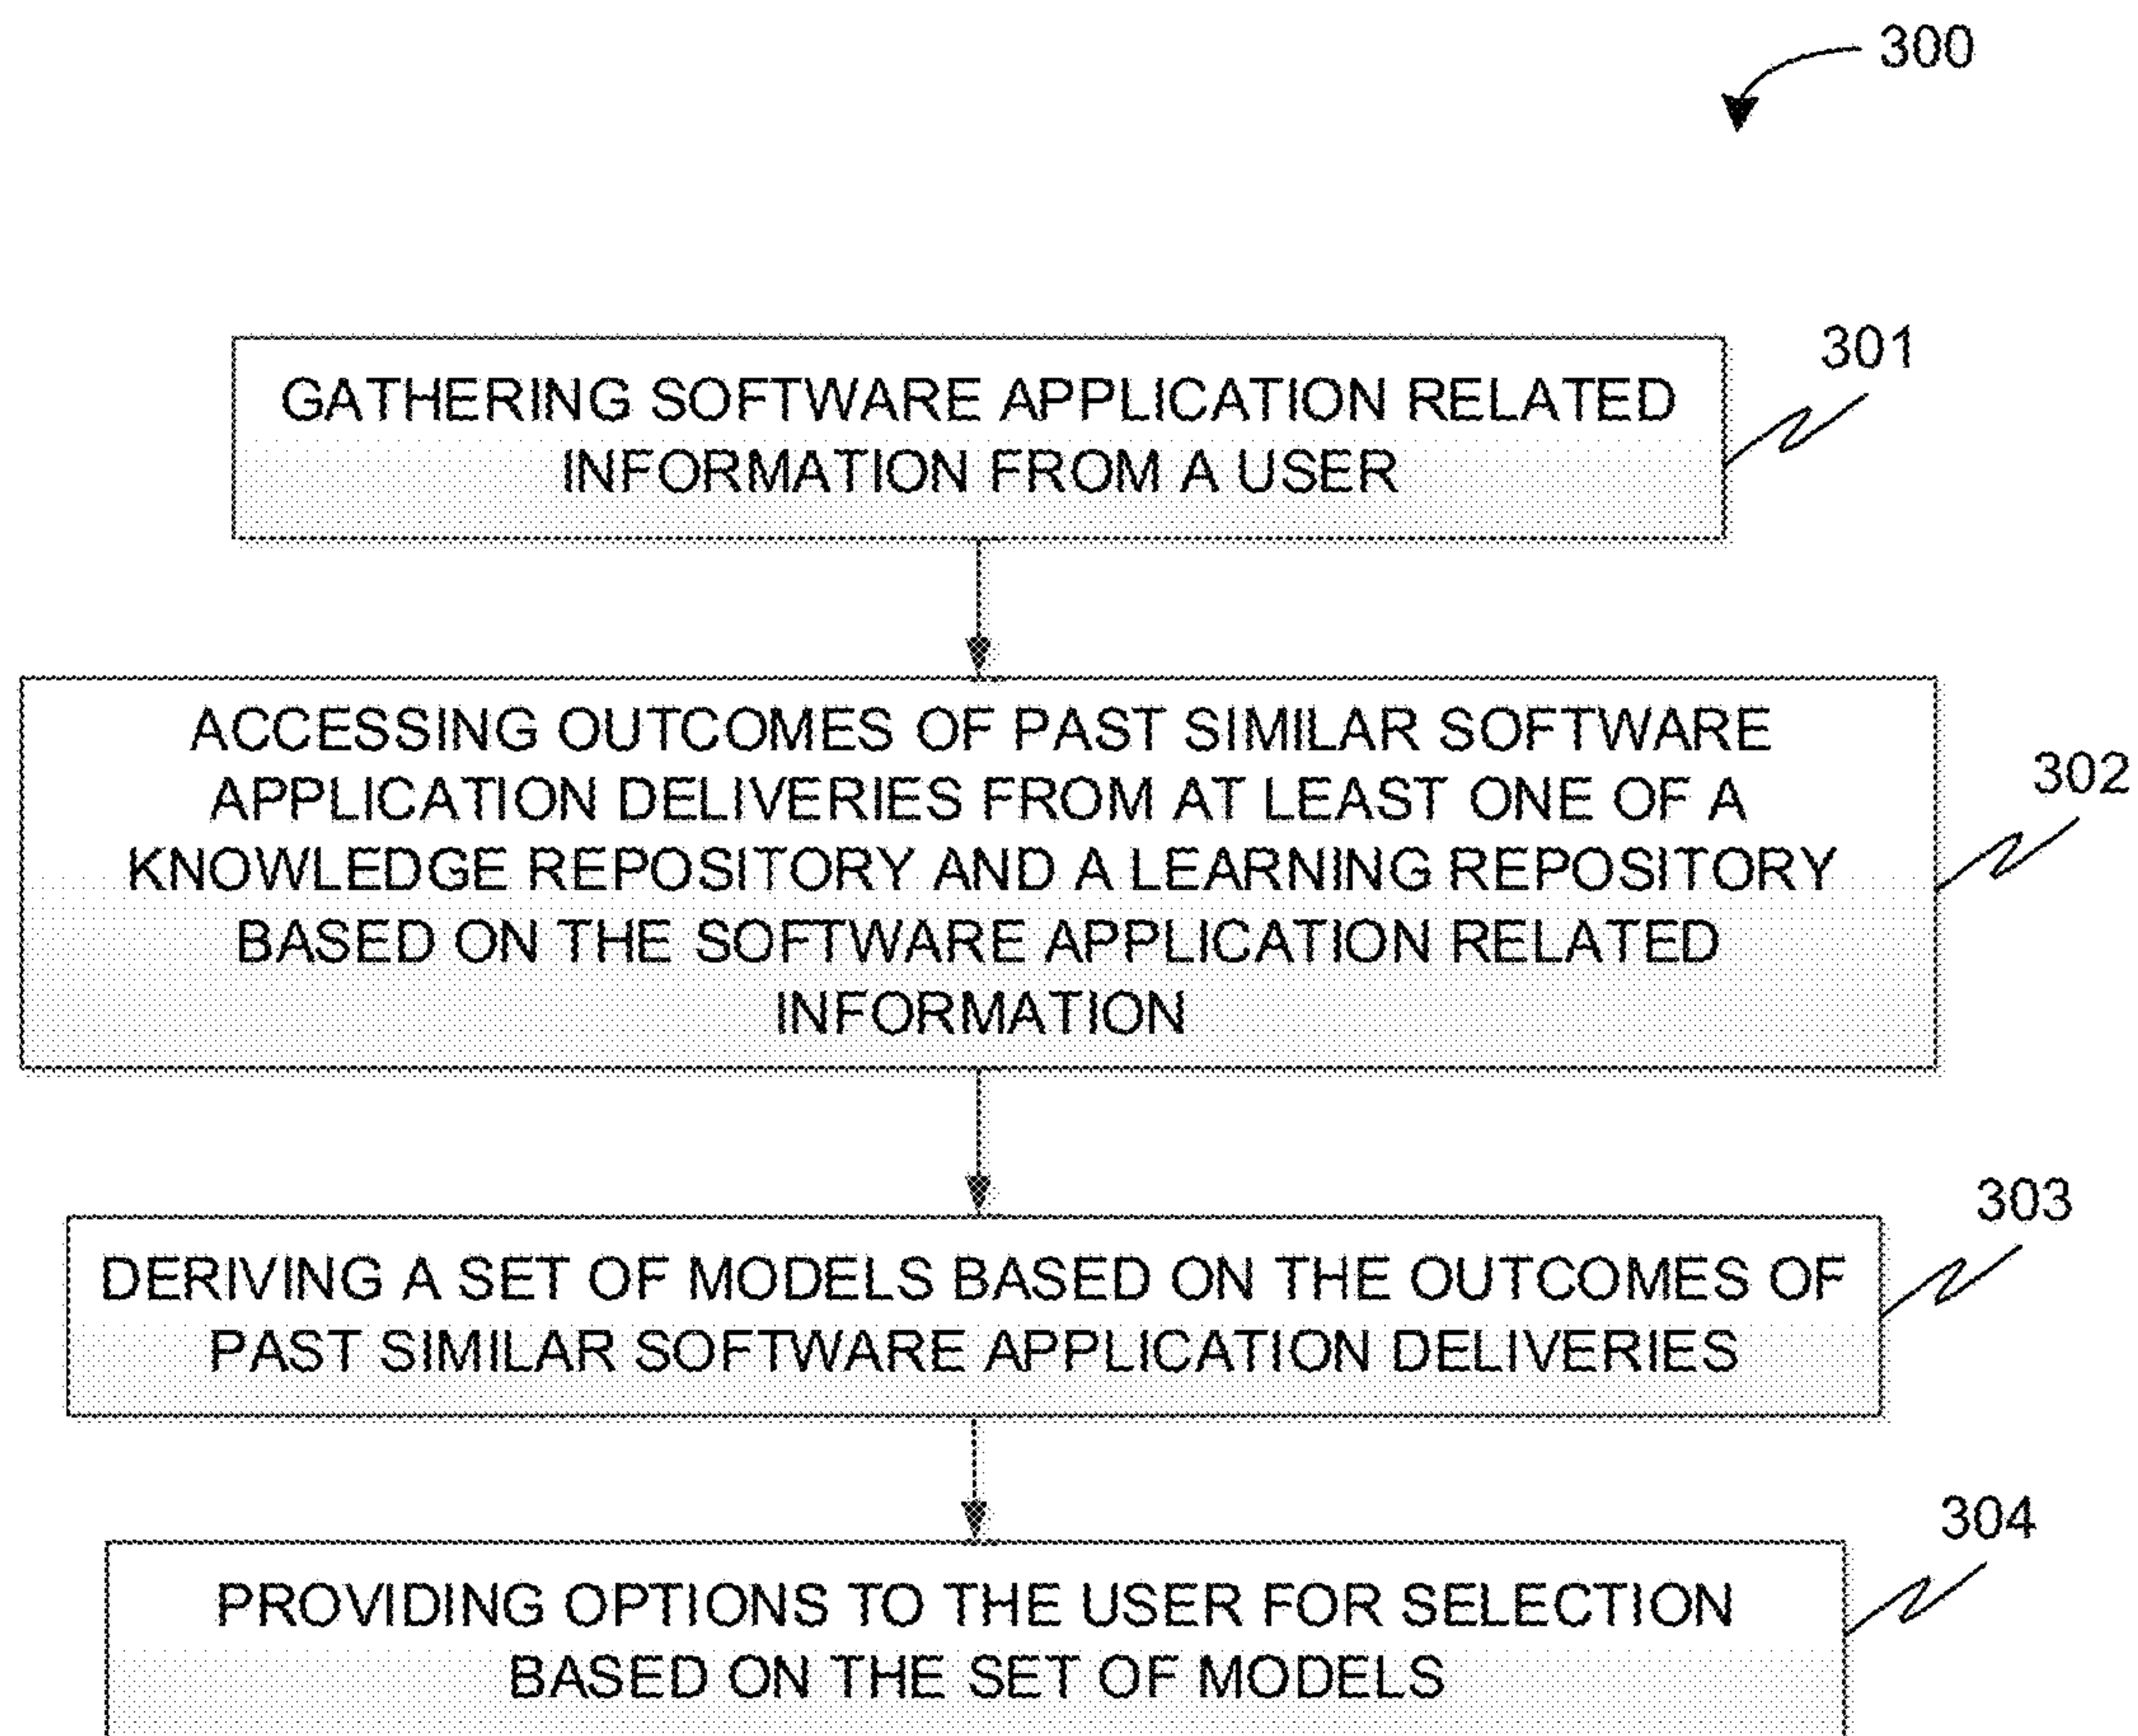 300
301
GATHERING SOFTWARE APPLICATION RELATED
INFORMATION FROM A USER
302
ACCESSING OUTCOMES OF PAST SIMILAR SOFTWARE
APPLICATION DELIVERIES FROM AT LEAST ONE OF A
KNOWLEDGE REPOSITORY AND A LEARNING REPOSITORY
BASED ON THE SOFTWARE APPLICATION RELATED
INFORMATION
303
DERIVING A SET OF MODELS BASED ON THE OUTCOMES OF
PAST SIMILAR SOFTWARE APPLICATION DELIVERIES
304
PROVIDING OPTIONS TO THE USER FOR SELECTION
BASED ON THE SET OF MODELS